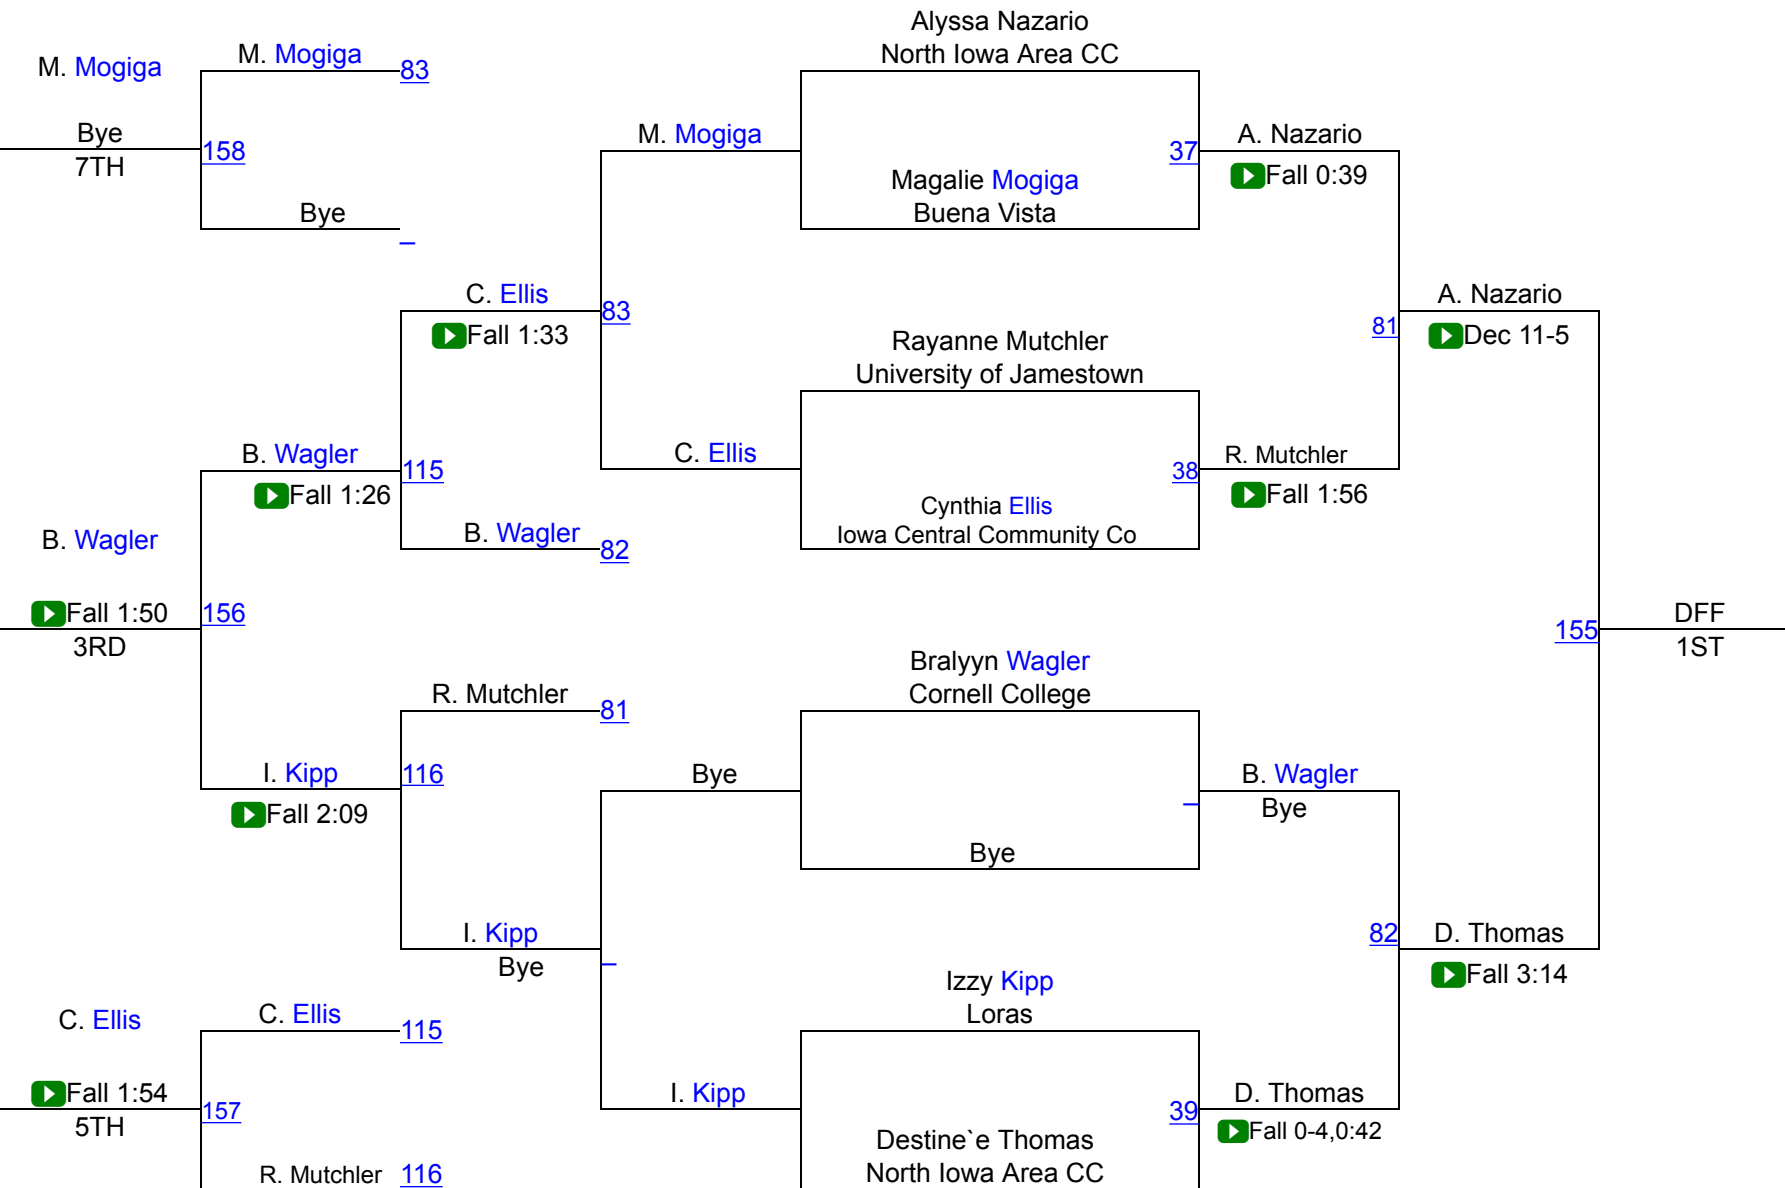 Alyssa Nazario
North Iowa Area CC
M. Mogiga
M. Mogiga
83
Bye
7TH
158
M. Mogiga
37
A. Nazario
Fall 0:39
Magalie Mogiga
Buena Vista
Bye
–
C. Ellis
Fall 1:33
83
A. Nazario
Dec 11-5
81
Rayanne Mutchler
University of Jamestown
B. Wagler
Fall 1:26
115
C. Ellis
38
R. Mutchler
Fall 1:56
Cynthia Ellis
Iowa Central Community Co
B. Wagler
B. Wagler
82
Fall 1:50
3RD
156
155
DFF
1ST
Bralyyn Wagler
Cornell College
R. Mutchler
81
I. Kipp
Fall 2:09
116
Bye
–
B. Wagler
Bye
Bye
I. Kipp
Bye
–
82
D. Thomas
Fall 3:14
Izzy Kipp
Loras
C. Ellis
C. Ellis
115
Fall 1:54
5TH
157
I. Kipp
39
D. Thomas
Fall 0-4,0:42
Destine`e Thomas
North Iowa Area CC
R. Mutchler
116